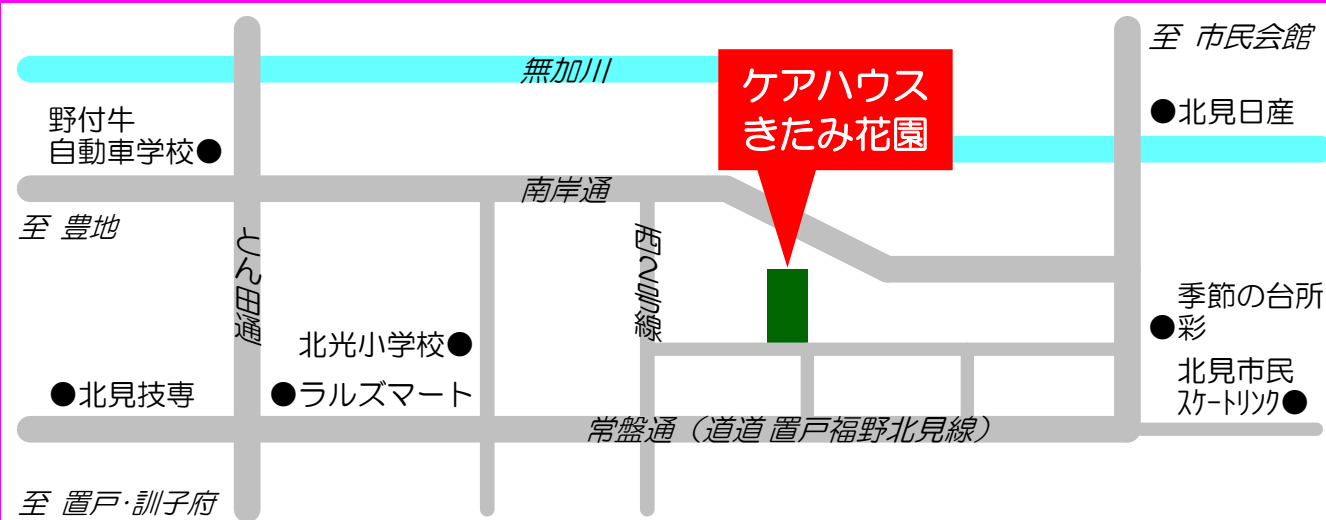 至 市民会館
無加川
ケアハウス
きたみ花園
野付牛
自動車学校●
●北見日産
南岸通
至 豊地
とん田通
西2号線
季節の台所
●彩
北光小学校●
北見市民
スケートリンク●
●北見技専
●ラルズマート
常盤通（道道 置戸福野北見線）
至 置戸・訓子府